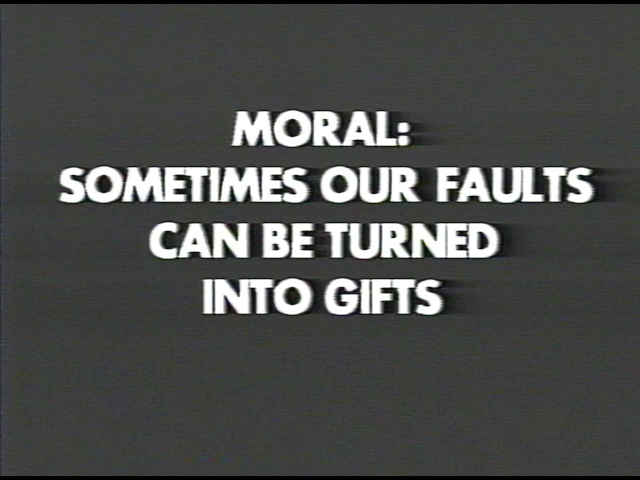 MORAL:
SOMETIMES OUR FAULTS
CAN BE TURNED
INTO GIFTS